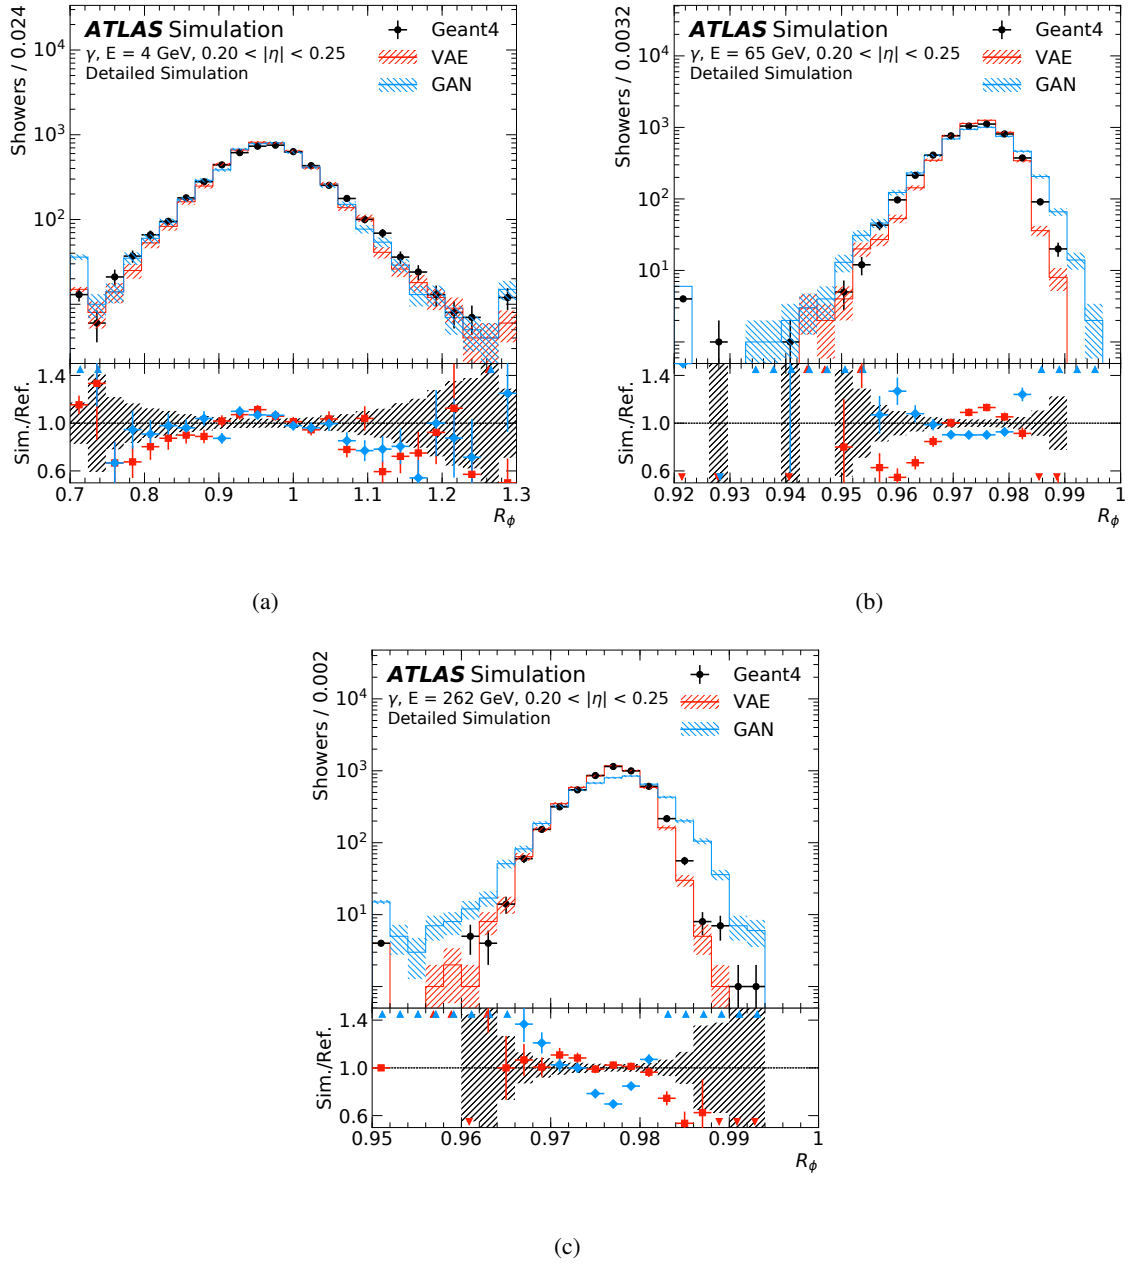 Showers / 0.024
ATLAS Simulation
γ, E = 4 GeV, 0.20 < |η| < 0.25
Detailed Simulation
Geant4
VAE
GAN
10⁴
10³
10²
Sim./Ref.
1.4
1.0
0.6
0.7 0.8 0.9 1 1.1 1.2 1.3
R_ϕ
(a)
Showers / 0.0032
ATLAS Simulation
γ, E = 65 GeV, 0.20 < |η| < 0.25
Detailed Simulation
Geant4
VAE
GAN
10⁴
10³
10²
10¹
Sim./Ref.
1.4
1.0
0.6
0.92 0.93 0.94 0.95 0.96 0.97 0.98 0.99 1
R_ϕ
(b)
Showers / 0.002
ATLAS Simulation
γ, E = 262 GeV, 0.20 < |η| < 0.25
Detailed Simulation
Geant4
VAE
GAN
10⁴
10³
10²
10¹
Sim./Ref.
1.4
1.0
0.6
0.95 0.96 0.97 0.98 0.99 1
R_ϕ
(c)